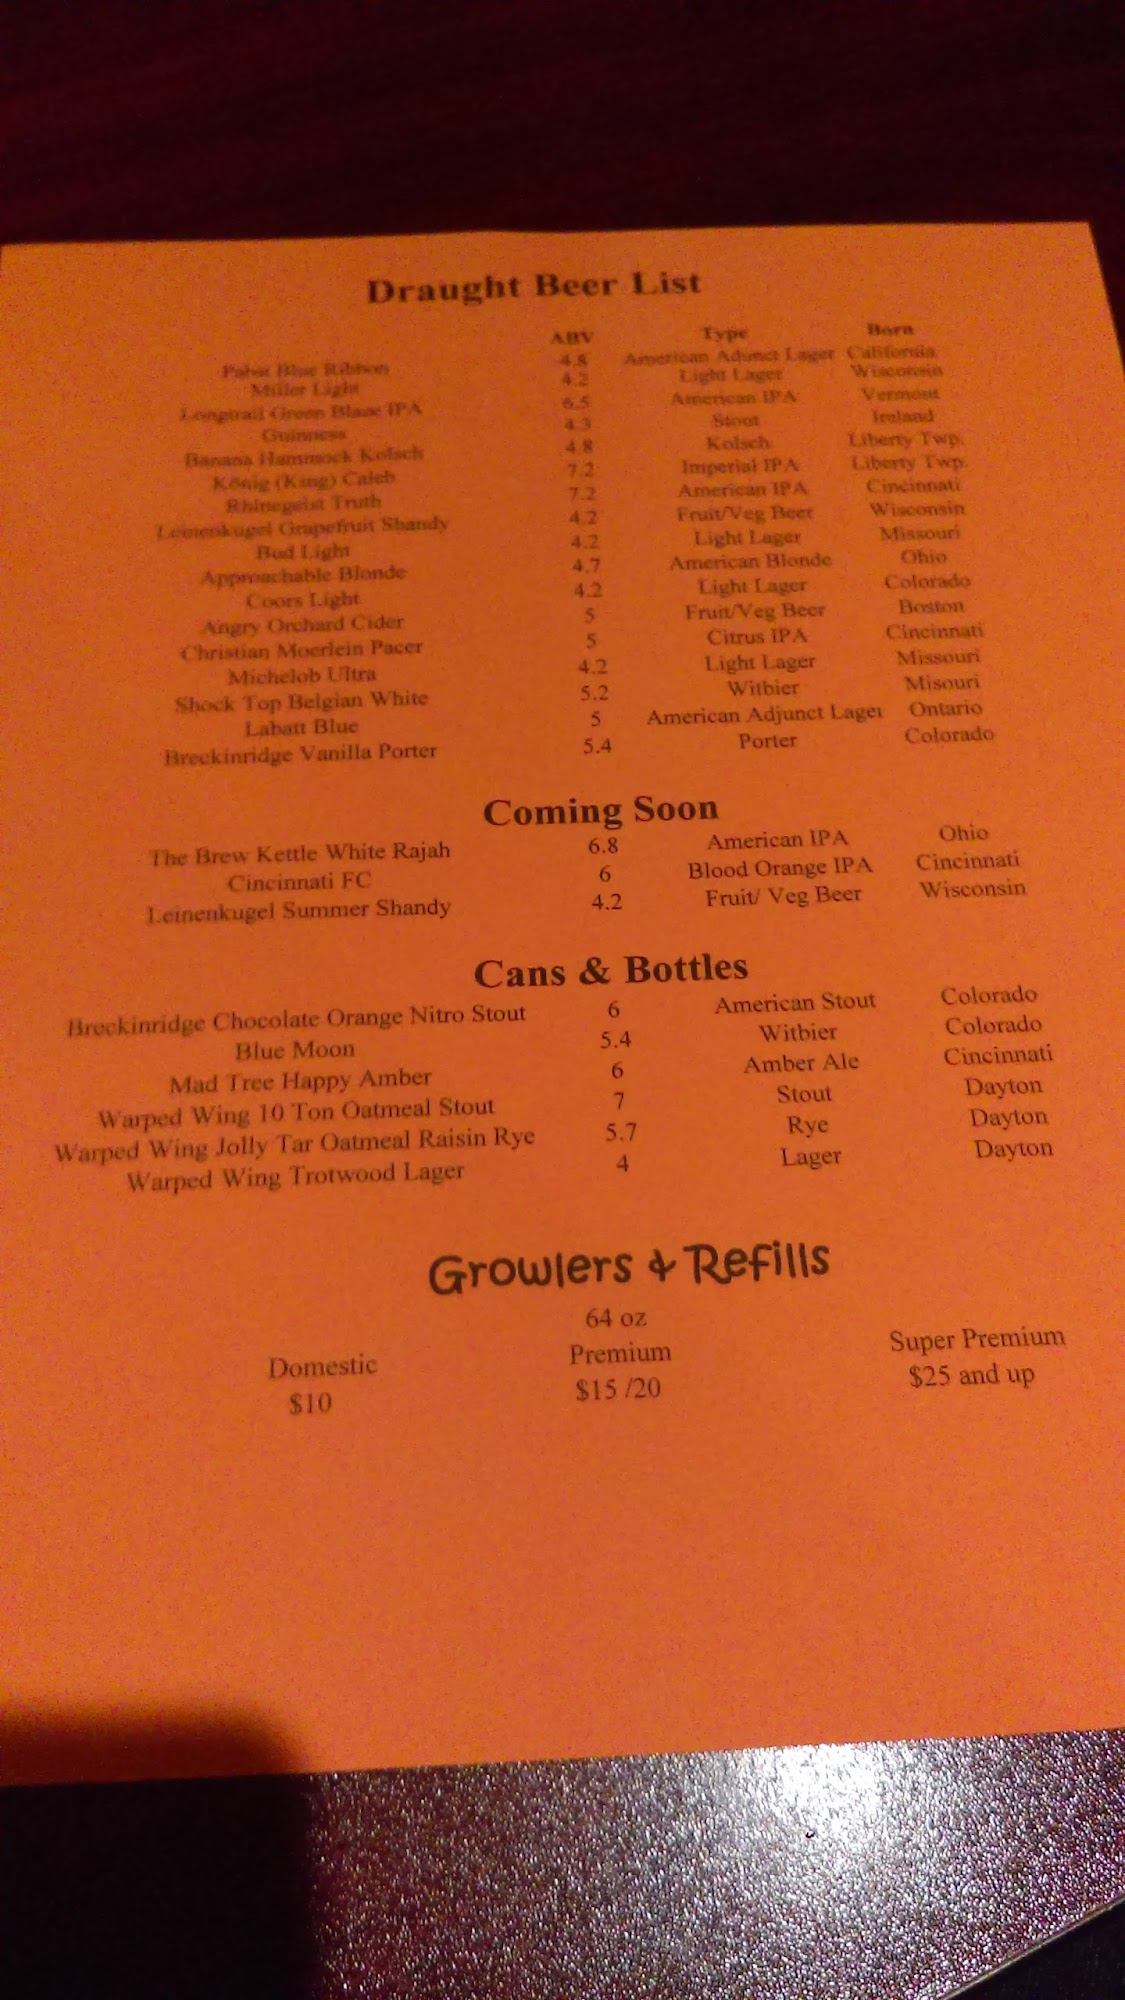 Draught Beer List
ABV Type Born
Pabst Blue Ribbon 4.8 American Adunct Lager California
Miller Light 4.2 Light Lager Wisconsin
Longtrail Green Blaze IPA 6.5 American IPA Vermont
Guinness 4.3 Stout Ireland
Banana Hammock Kolsch 4.8 Kolsch Liberty Twp.
König (King) Caleb 7.2 Imperial IPA Liberty Twp.
Rhinegeist Truth 7.2 American IPA Cincinnati
Leinenkugel Grapefruit Shandy 4.2 Fruit/Veg Beer Wisconsin
Bud Light 4.2 Light Lager Missouri
Approachable Blonde 4.7 American Blonde Ohio
Coors Light 4.2 Light Lager Colorado
Angry Orchard Cider 5 Fruit/Veg Beer Boston
Christian Moerlein Pacer 5 Citrus IPA Cincinnati
Michelob Ultra 4.2 Light Lager Missouri
Shock Top Belgian White 5.2 Witbier Misouri
Labatt Blue 5 American Adjunct Lager Ontario
Breckinridge Vanilla Porter 5.4 Porter Colorado
Coming Soon
The Brew Kettle White Rajah 6.8 American IPA Ohio
Cincinnati FC 6 Blood Orange IPA Cincinnati
Leinenkugel Summer Shandy 4.2 Fruit/ Veg Beer Wisconsin
Cans & Bottles
Breckinridge Chocolate Orange Nitro Stout 6 American Stout Colorado
Blue Moon 5.4 Witbier Colorado
Mad Tree Happy Amber 6 Amber Ale Cincinnati
Warped Wing 10 Ton Oatmeal Stout 7 Stout Dayton
Warped Wing Jolly Tar Oatmeal Raisin Rye 5.7 Rye Dayton
Warped Wing Trotwood Lager 4 Lager Dayton
Growlers & Refills
64 oz
Domestic Premium Super Premium
$10 $15 /20 $25 and up